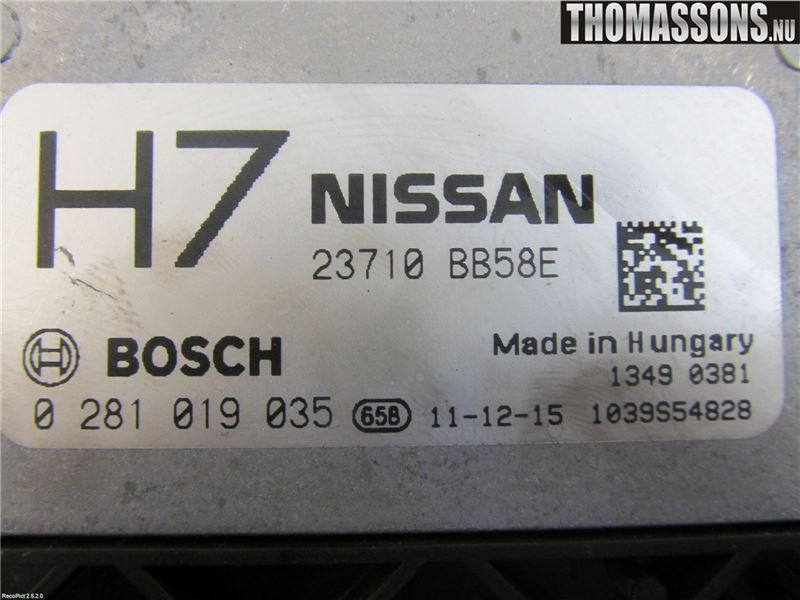 THOMASSONS.NU
H7
NISSAN
23710 BB58E
BOSCH
Made in Hungary
1349 0381
0 281 019 035 65B 11-12-15 1039S54828
RecoPict 2.5.2.0